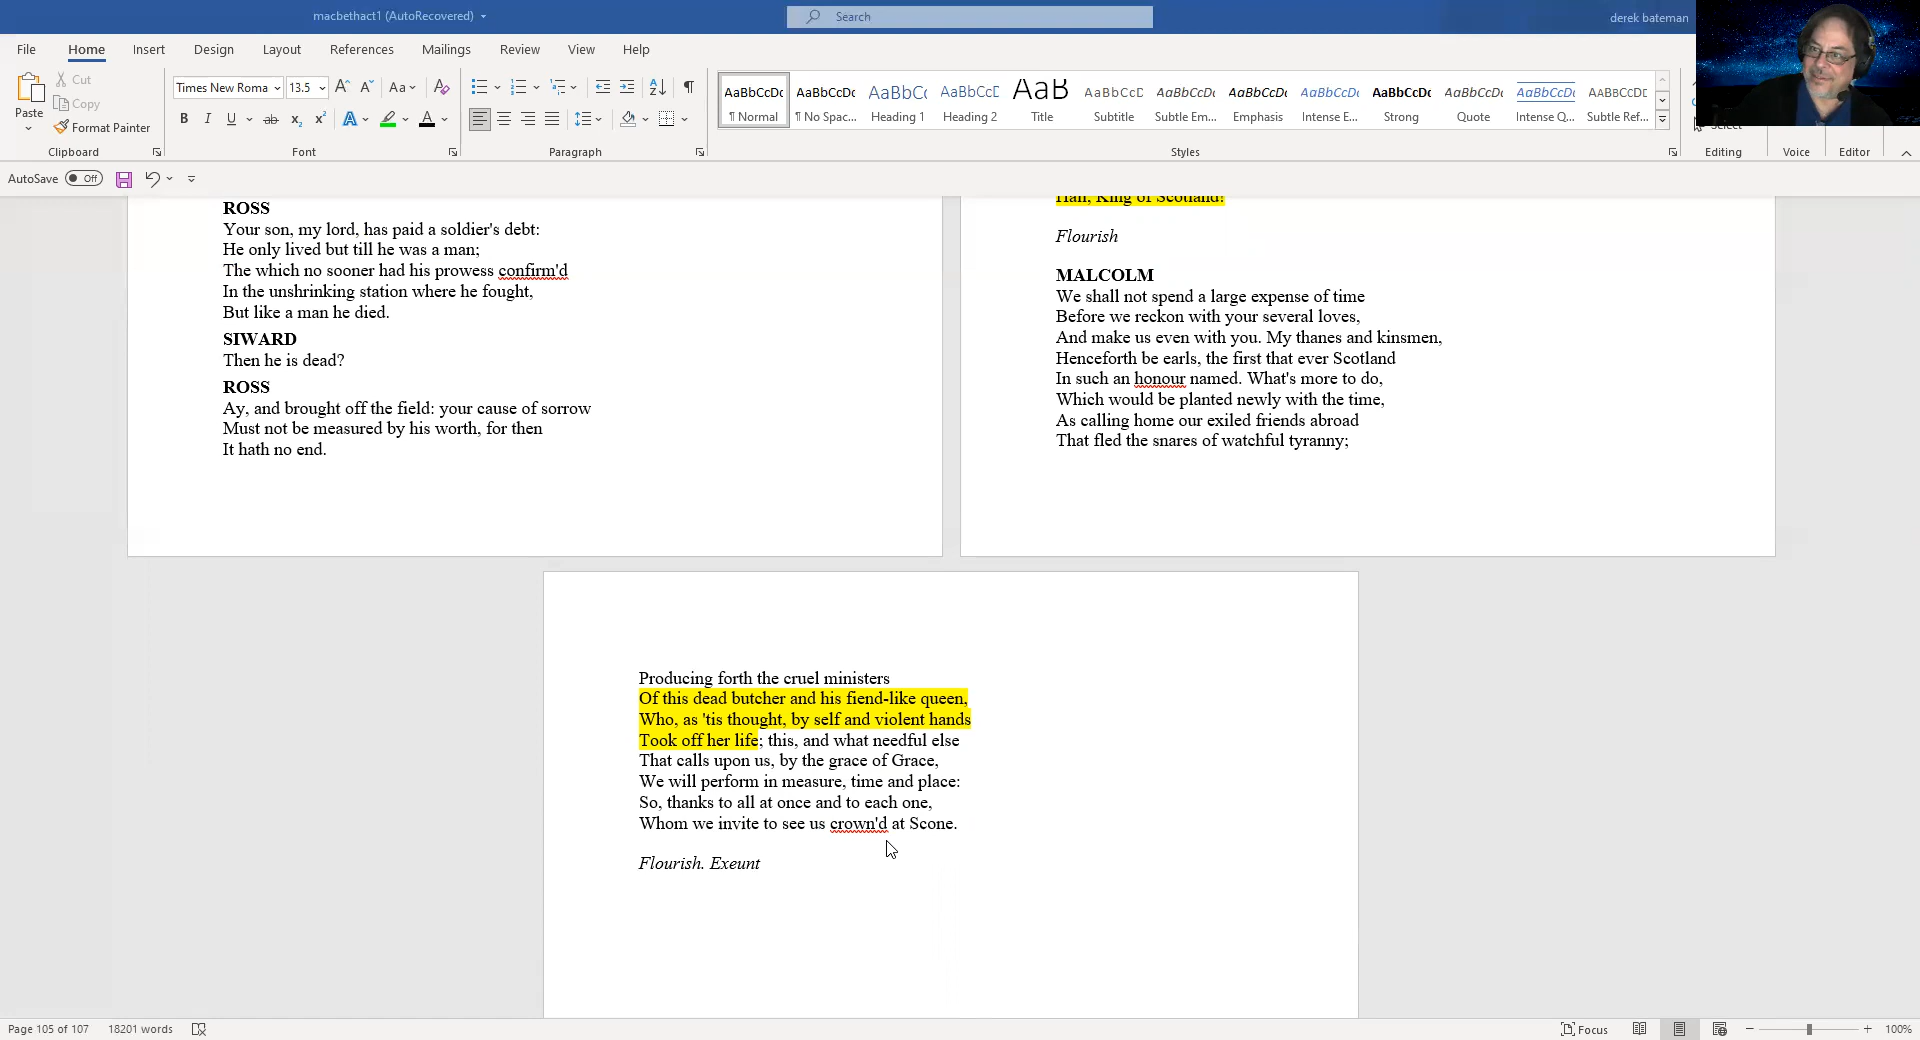 macbethact1 (AutoRecovered)
Search
derek bateman
File Home Insert Design Layout References Mailings Review View Help
Paste
Cut
Copy
Format Painter
Clipboard
Times New Roma 13.5
Font
Paragraph
AaBbCcDc AaBbCcDc AaBbCc AaBbCcD AaB AaBbCcD AaBbCcDc AaBbCcDc AaBbCcDc AaBbCcDc AaBbCcDc AaBbCcDc AABBCCDC
¶ Normal ¶ No Spac... Heading 1 Heading 2 Title Subtitle Subtle Em... Emphasis Intense E... Strong Quote Intense Q... Subtle Ref...
Styles
Select
Editing
Voice
Editor
AutoSave Off
ROSS
Your son, my lord, has paid a soldier's debt:
He only lived but till he was a man;
The which no sooner had his prowess confirm'd
In the unshrinking station where he fought,
But like a man he died.
SIWARD
Then he is dead?
ROSS
Ay, and brought off the field: your cause of sorrow
Must not be measured by his worth, for then
It hath no end.
Hail, King of Scotland!
Flourish
MALCOLM
We shall not spend a large expense of time
Before we reckon with your several loves,
And make us even with you. My thanes and kinsmen,
Henceforth be earls, the first that ever Scotland
In such an honour named. What's more to do,
Which would be planted newly with the time,
As calling home our exiled friends abroad
That fled the snares of watchful tyranny;
Producing forth the cruel ministers
Of this dead butcher and his fiend-like queen,
Who, as 'tis thought, by self and violent hands
Took off her life; this, and what needful else
That calls upon us, by the grace of Grace,
We will perform in measure, time and place:
So, thanks to all at once and to each one,
Whom we invite to see us crown'd at Scone.
Flourish. Exeunt
Page 105 of 107 18201 words
Focus
100%